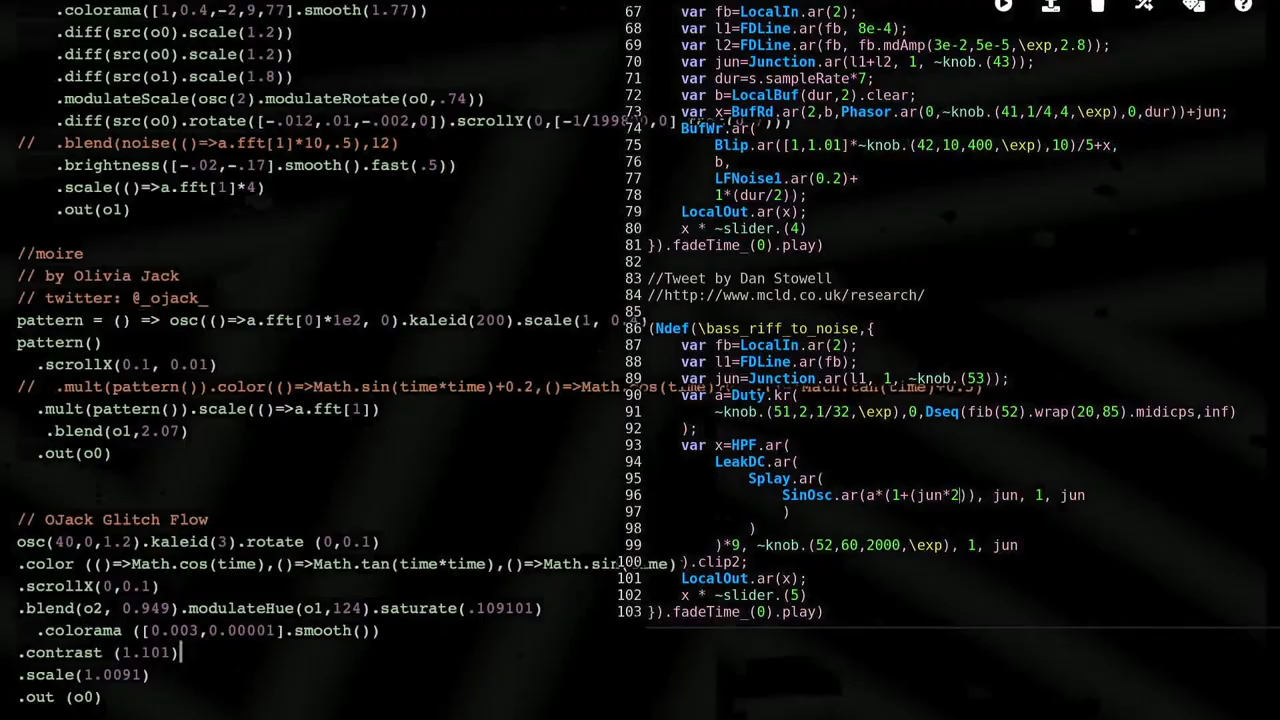 .colorama([1,0.4,-2,9,77].smooth(1.77))
.diff(src(o0).scale(1.2))
.diff(src(o0).scale(1.2))
.diff(src(o1).scale(1.8))
.modulateScale(osc(2).modulateRotate(o0,.74))
.diff(src(o0).rotate([-.012,.01,-.002,0]).scrollY(0,[-1/199800,0]
//  .blend(noise(()=>a.fft[1]*10,.5),12)
.brightness([-.02,-.17].smooth().fast(.5))
.scale(()=>a.fft[1]*4)
.out(o1)
//moire
// by Olivia Jack
// twitter: @_ojack_
pattern = () => osc(()=>a.fft[0]*1e2, 0).kaleid(200).scale(1, 0.4)
pattern()
.scrollX(0.1, 0.01)
//  .mult(pattern()).color(()=>Math.sin(time*time)+0.2,()=>Math.cos(time)
.mult(pattern()).scale(()=>a.fft[1])
.blend(o1,2.07)
.out(o0)
// OJack Glitch Flow
osc(40,0,1.2).kaleid(3).rotate (0,0.1)
.color (()=>Math.cos(time),()=>Math.tan(time*time),()=>Math.sin(time)
.scrollX(0,0.1)
.blend(o2, 0.949).modulateHue(o1,124).saturate(.109101)
.colorama ([0.003,0.00001].smooth())
.contrast (1.101)
.scale(1.0091)
.out (o0)
67 var fb=LocalIn.ar(2);
68 var l1=FDLine.ar(fb, 8e-4);
69 var l2=FDLine.ar(fb, fb.mdAmp(3e-2,5e-5,\exp,2.8));
70 var jun=Junction.ar(l1+l2, 1, ~knob.(43));
71 var dur=s.sampleRate*7;
72 var b=LocalBuf(dur,2).clear;
73 var x=BufRd.ar(2,b,Phasor.ar(0,~knob.(41,1/4,4,\exp),0,dur))+jun;
74 BufWr.ar(
75 Blip.ar([1,1.01]*~knob.(42,10,400,\exp),10)/5+x,
76 b,
77 LFNoise1.ar(0.2)+
78 1*(dur/2));
79 LocalOut.ar(x);
80 x * ~slider.(4)
81 }).fadeTime_(0).play)
82
83 //Tweet by Dan Stowell
84 //http://www.mcld.co.uk/research/
85
86 (Ndef(\bass_riff_to_noise,{
87 var fb=LocalIn.ar(2);
88 var l1=FDLine.ar(fb);
89 var jun=Junction.ar(l1, 1, ~knob.(53));
90 var a=Duty.kr(
91 ~knob.(51,2,1/32,\exp),0,Dseq(fib(52).wrap(20,85).midicps,inf)
92 );
93 var x=HPF.ar(
94 LeakDC.ar(
95 Splay.ar(
96 SinOsc.ar(a*(1+(jun*2)), jun, 1, jun
97 )
98 )
99 )*9, ~knob.(52,60,2000,\exp), 1, jun
100 ).clip2;
101 LocalOut.ar(x);
102 x * ~slider.(5)
103 }).fadeTime_(0).play)